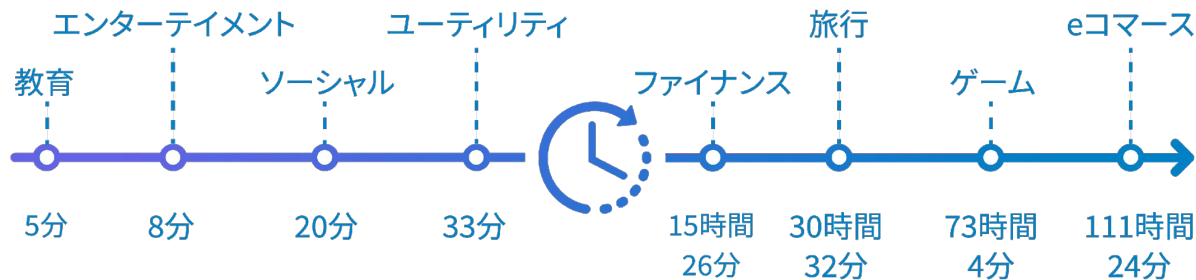 エンターテイメント
ユーティリティ
旅行
eコマース
教育
ソーシャル
ファイナンス
ゲーム
5分
8分
20分
33分
15時間
26分
30時間
32分
73時間
4分
111時間
24分